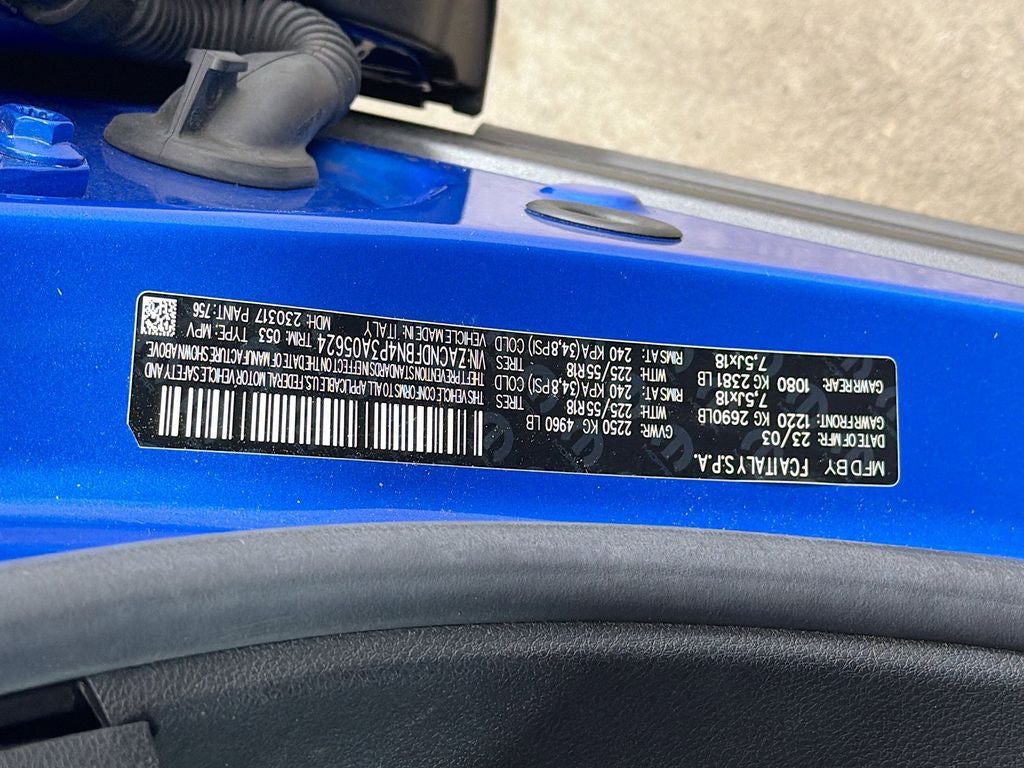 MFD BY FCA ITALY S.P.A.
DATE OF MFR: 23/03 GVWR: 2250 KG 4960 LB
GAWR FRONT: 1220 KG 2690LB WITH: 225/55R18 TIRES
7.5Jx18 RIMS AT: 240 KPA(34,8PSI) COLD
GAWR REAR: 1080 KG 2381 LB WITH: 225/55R18 TIRES
7.5Jx18 RIMS AT: 240 KPA(34,8PSI) COLD
THIS VEHICLE CONFORMS TO ALL APPLICABLE U.S. FEDERAL MOTOR VEHICLE SAFETY AND
THEFT PREVENTION STANDARDS IN EFFECT ON THE DATE OF MANUFACTURE SHOWN ABOVE
VIN: ZACNDFBN4P3A05624 TRIM: 053 TYPE: MPV
VEHICLE MADE IN: ITALY
MDH: 230317 PAINT: 756